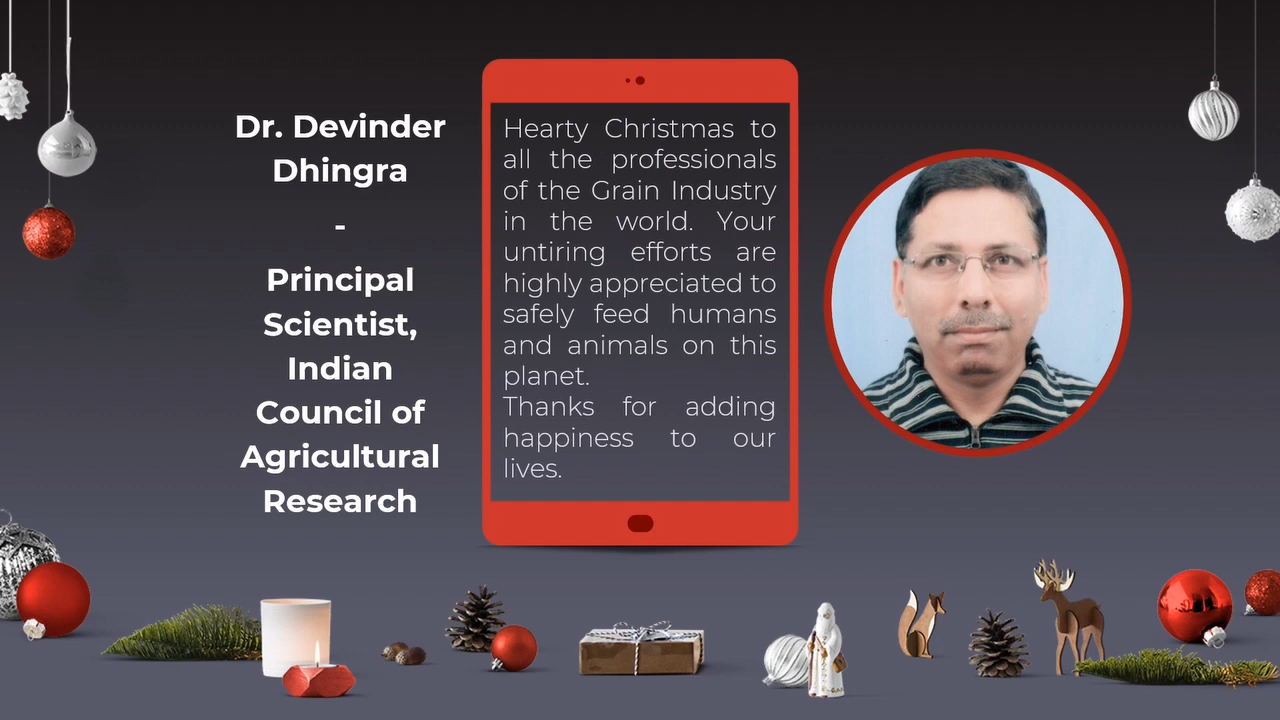 Dr. Devinder
Dhingra
-
Principal
Scientist,
Indian
Council of
Agricultural
Research
Hearty Christmas to
all the professionals
of the Grain Industry
in the world. Your
untiring efforts are
highly appreciated to
safely feed humans
and animals on this
planet.
Thanks for adding
happiness to our
lives.